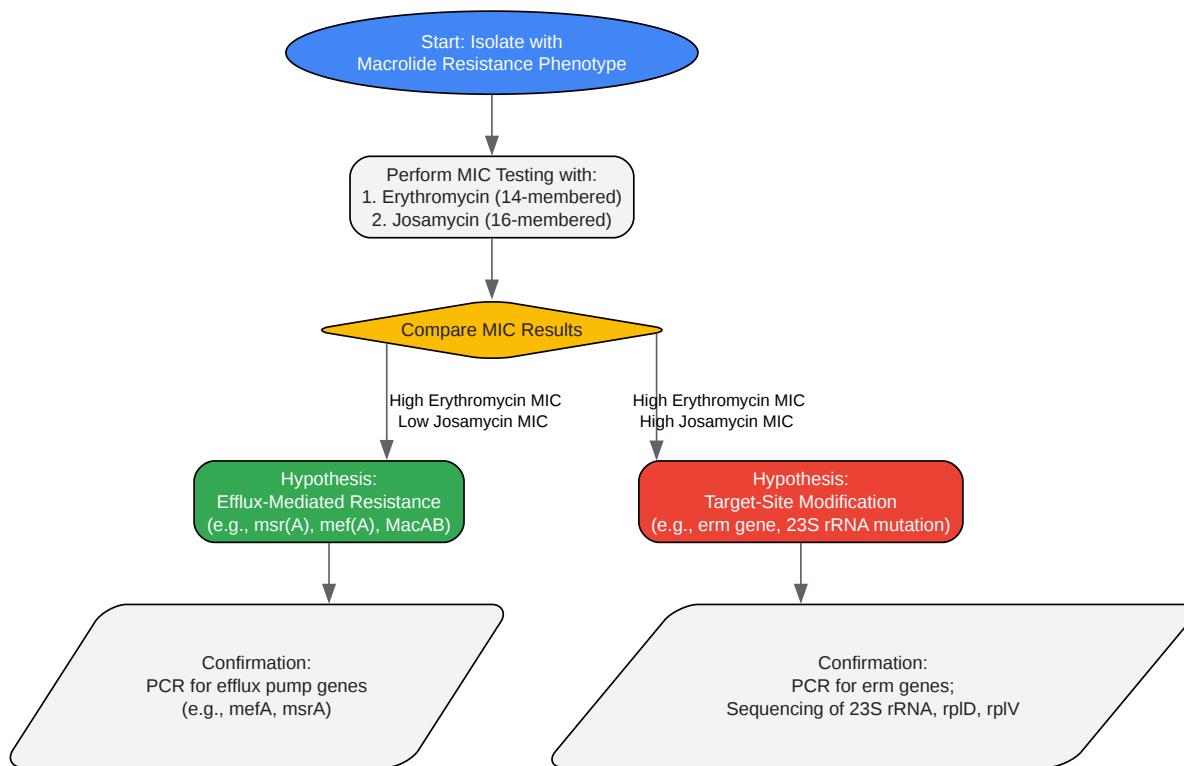 Start: Isolate with
Macrolide Resistance Phenotype
Perform MIC Testing with:
1. Erythromycin (14-membered)
2. Josamycin (16-membered)
Compare MIC Results
High Erythromycin MIC
Low Josamycin MIC
High Erythromycin MIC
High Josamycin MIC
Hypothesis:
Efflux-Mediated Resistance
(e.g., msr(A), mef(A), MacAB)
Hypothesis:
Target-Site Modification
(e.g., erm gene, 23S rRNA mutation)
Confirmation:
PCR for efflux pump genes
(e.g., mefA, msrA)
Confirmation:
PCR for erm genes;
Sequencing of 23S rRNA, rplD, rplV